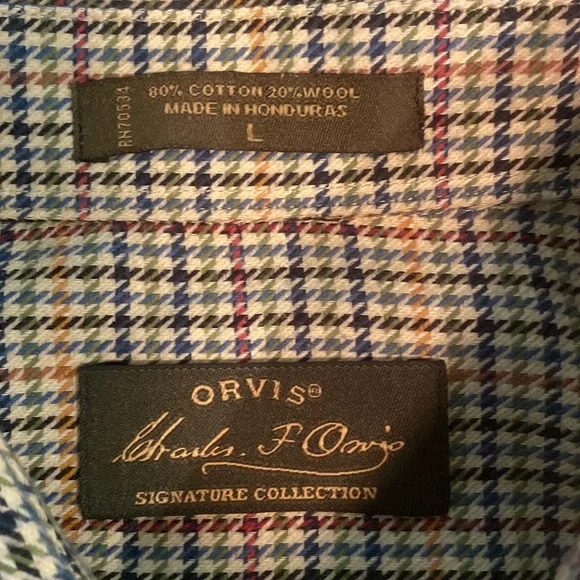 RN70534
80% COTTON 20% WOOL
MADE IN HONDURAS
L
ORVIS®
Charles. F. Orvis
SIGNATURE COLLECTION